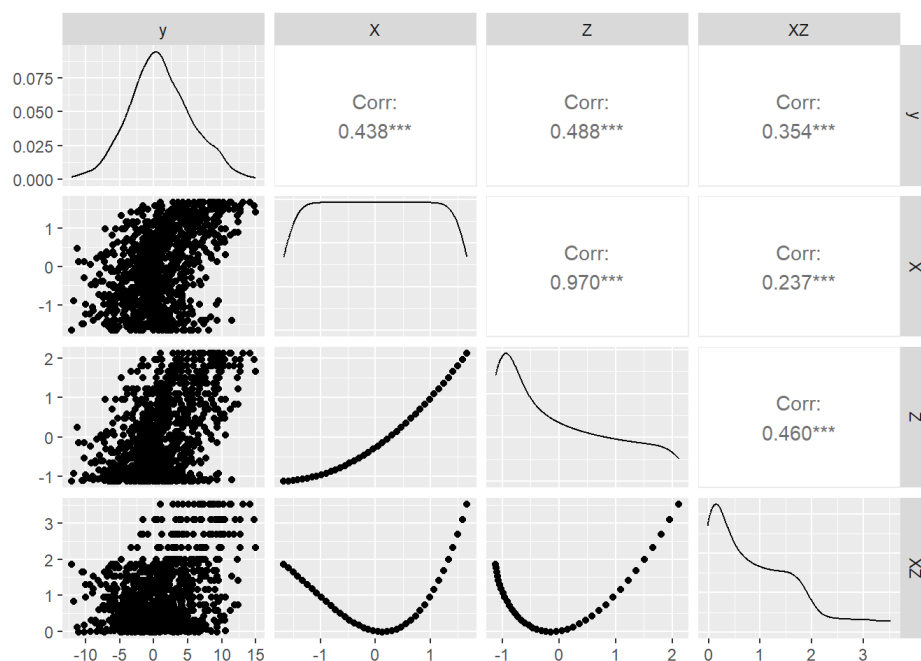 y X Z XZ
0.075
0.050
0.025
0.000
Corr:
0.438***
Corr:
0.488***
Corr:
0.354***
y
1
0
-1
Corr:
0.970***
Corr:
0.237***
X
2
1
0
-1
Corr:
0.460***
Z
3
2
1
0
XZ
-10 -5 0 5 10 15 -1 0 1 -1 0 1 2 0 1 2 3